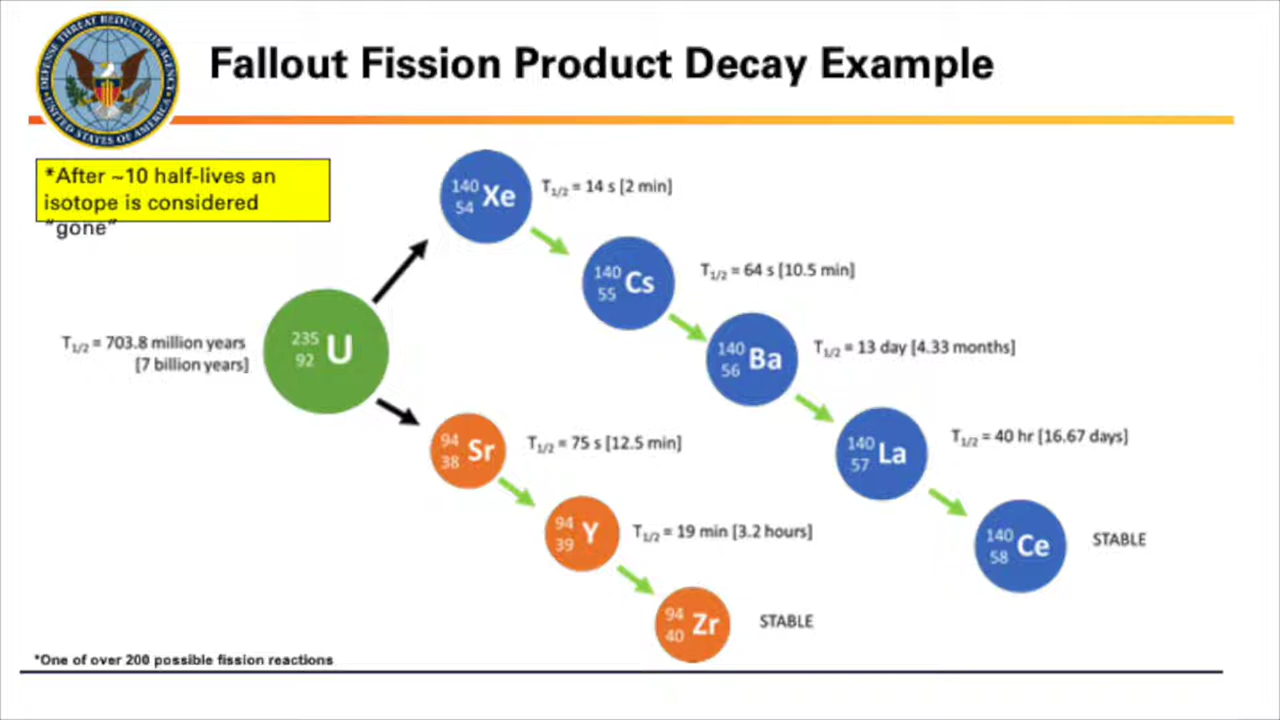 DEFENSE THREAT REDUCTION AGENCY
UNITED STATES OF AMERICA
Fallout Fission Product Decay Example
*After ~10 half-lives an
isotope is considered
“gone”
140
54 Xe
T1/2 = 14 s [2 min]
140
55 Cs
T1/2 = 64 s [10.5 min]
140
56 Ba
T1/2 = 13 day [4.33 months]
140
57 La
T1/2 = 40 hr [16.67 days]
140
58 Ce
STABLE
T1/2 = 703.8 million years
[7 billion years]
235
92 U
94
38 Sr
T1/2 = 75 s [12.5 min]
94
39 Y
T1/2 = 19 min [3.2 hours]
94
40 Zr
STABLE
*One of over 200 possible fission reactions